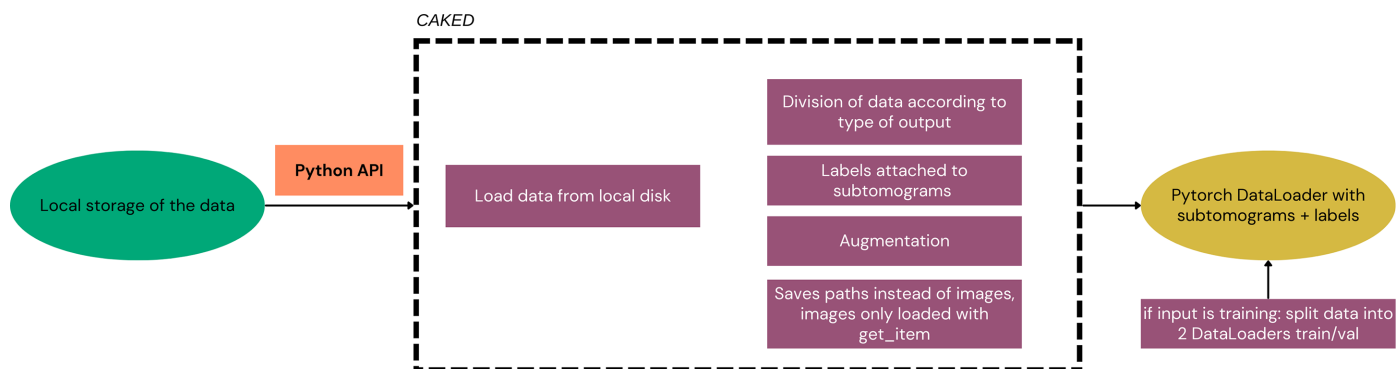 CAKED
Local storage of the data
Python API
Load data from local disk
Division of data according to
type of output
Labels attached to
subtomograms
Augmentation
Saves paths instead of images,
images only loaded with
get_item
Pytorch DataLoader with
subtomograms + labels
if input is training: split data into
2 DataLoaders train/val